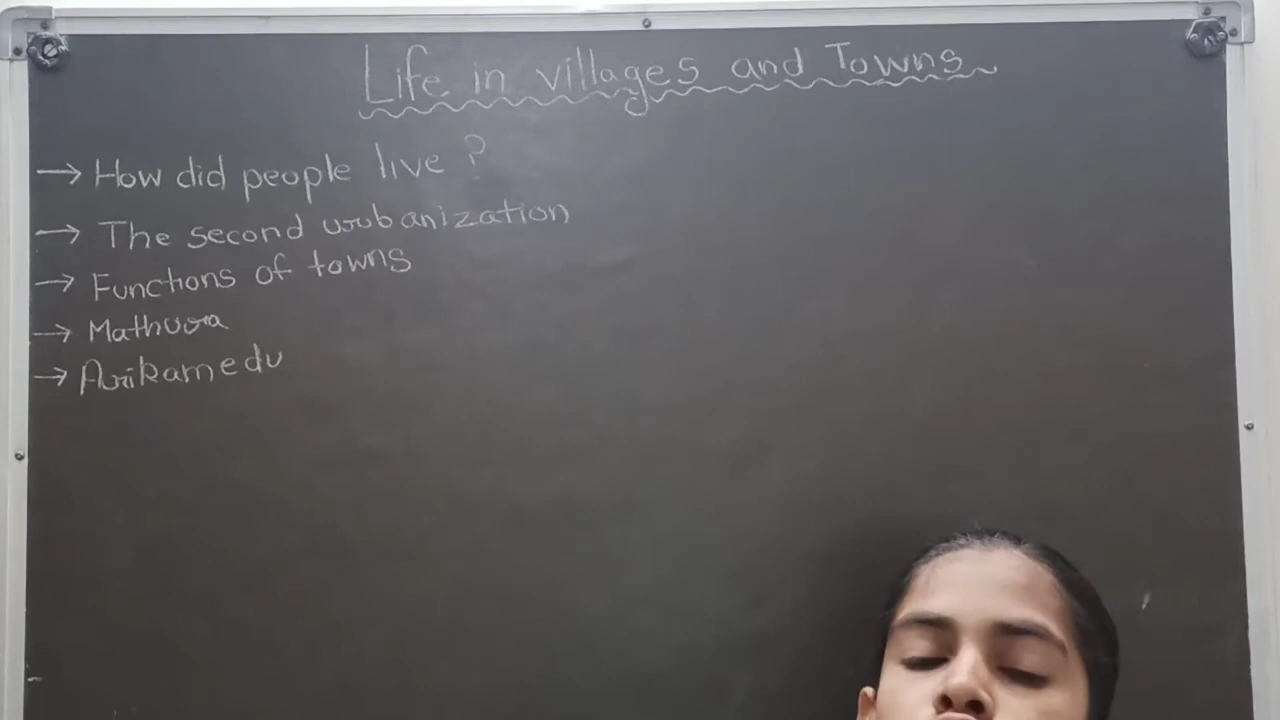 Life in villages and Towns
→ How did people live ?
→ The second urbanization
→ Functions of towns
→ Mathura
→ Arikamedu